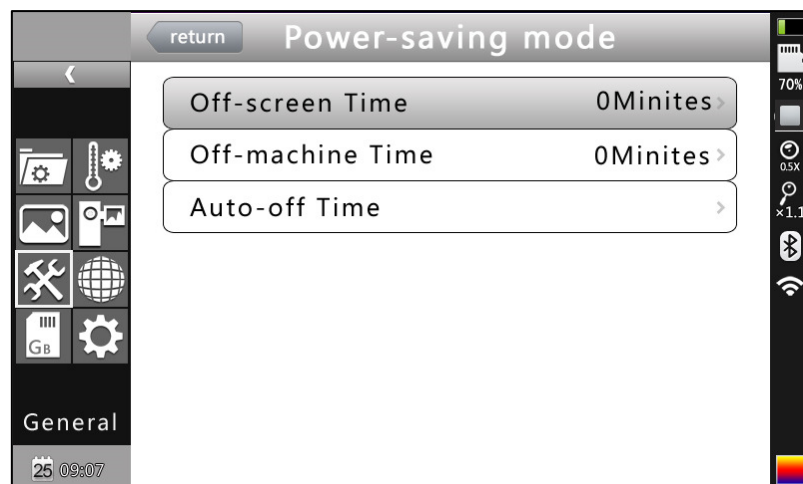 return Power-saving mode
Off-screen Time 0Minites
Off-machine Time 0Minites
Auto-off Time
GB
General
25 09:07
70%
0.5X
×1.1